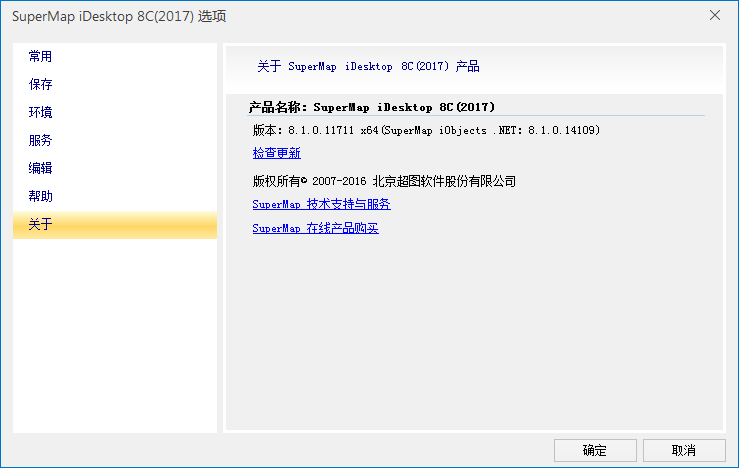 SuperMap iDesktop 8C(2017) 选项
常用
保存
环境
服务
编辑
帮助
关于
关于 SuperMap iDesktop 8C(2017) 产品
产品名称：SuperMap iDesktop 8C(2017)
版本：8.1.0.11711 x64(SuperMap iObjects .NET：8.1.0.14109)
检查更新
版权所有© 2007-2016 北京超图软件股份有限公司
SuperMap 技术支持与服务
SuperMap 在线产品购买
确定
取消